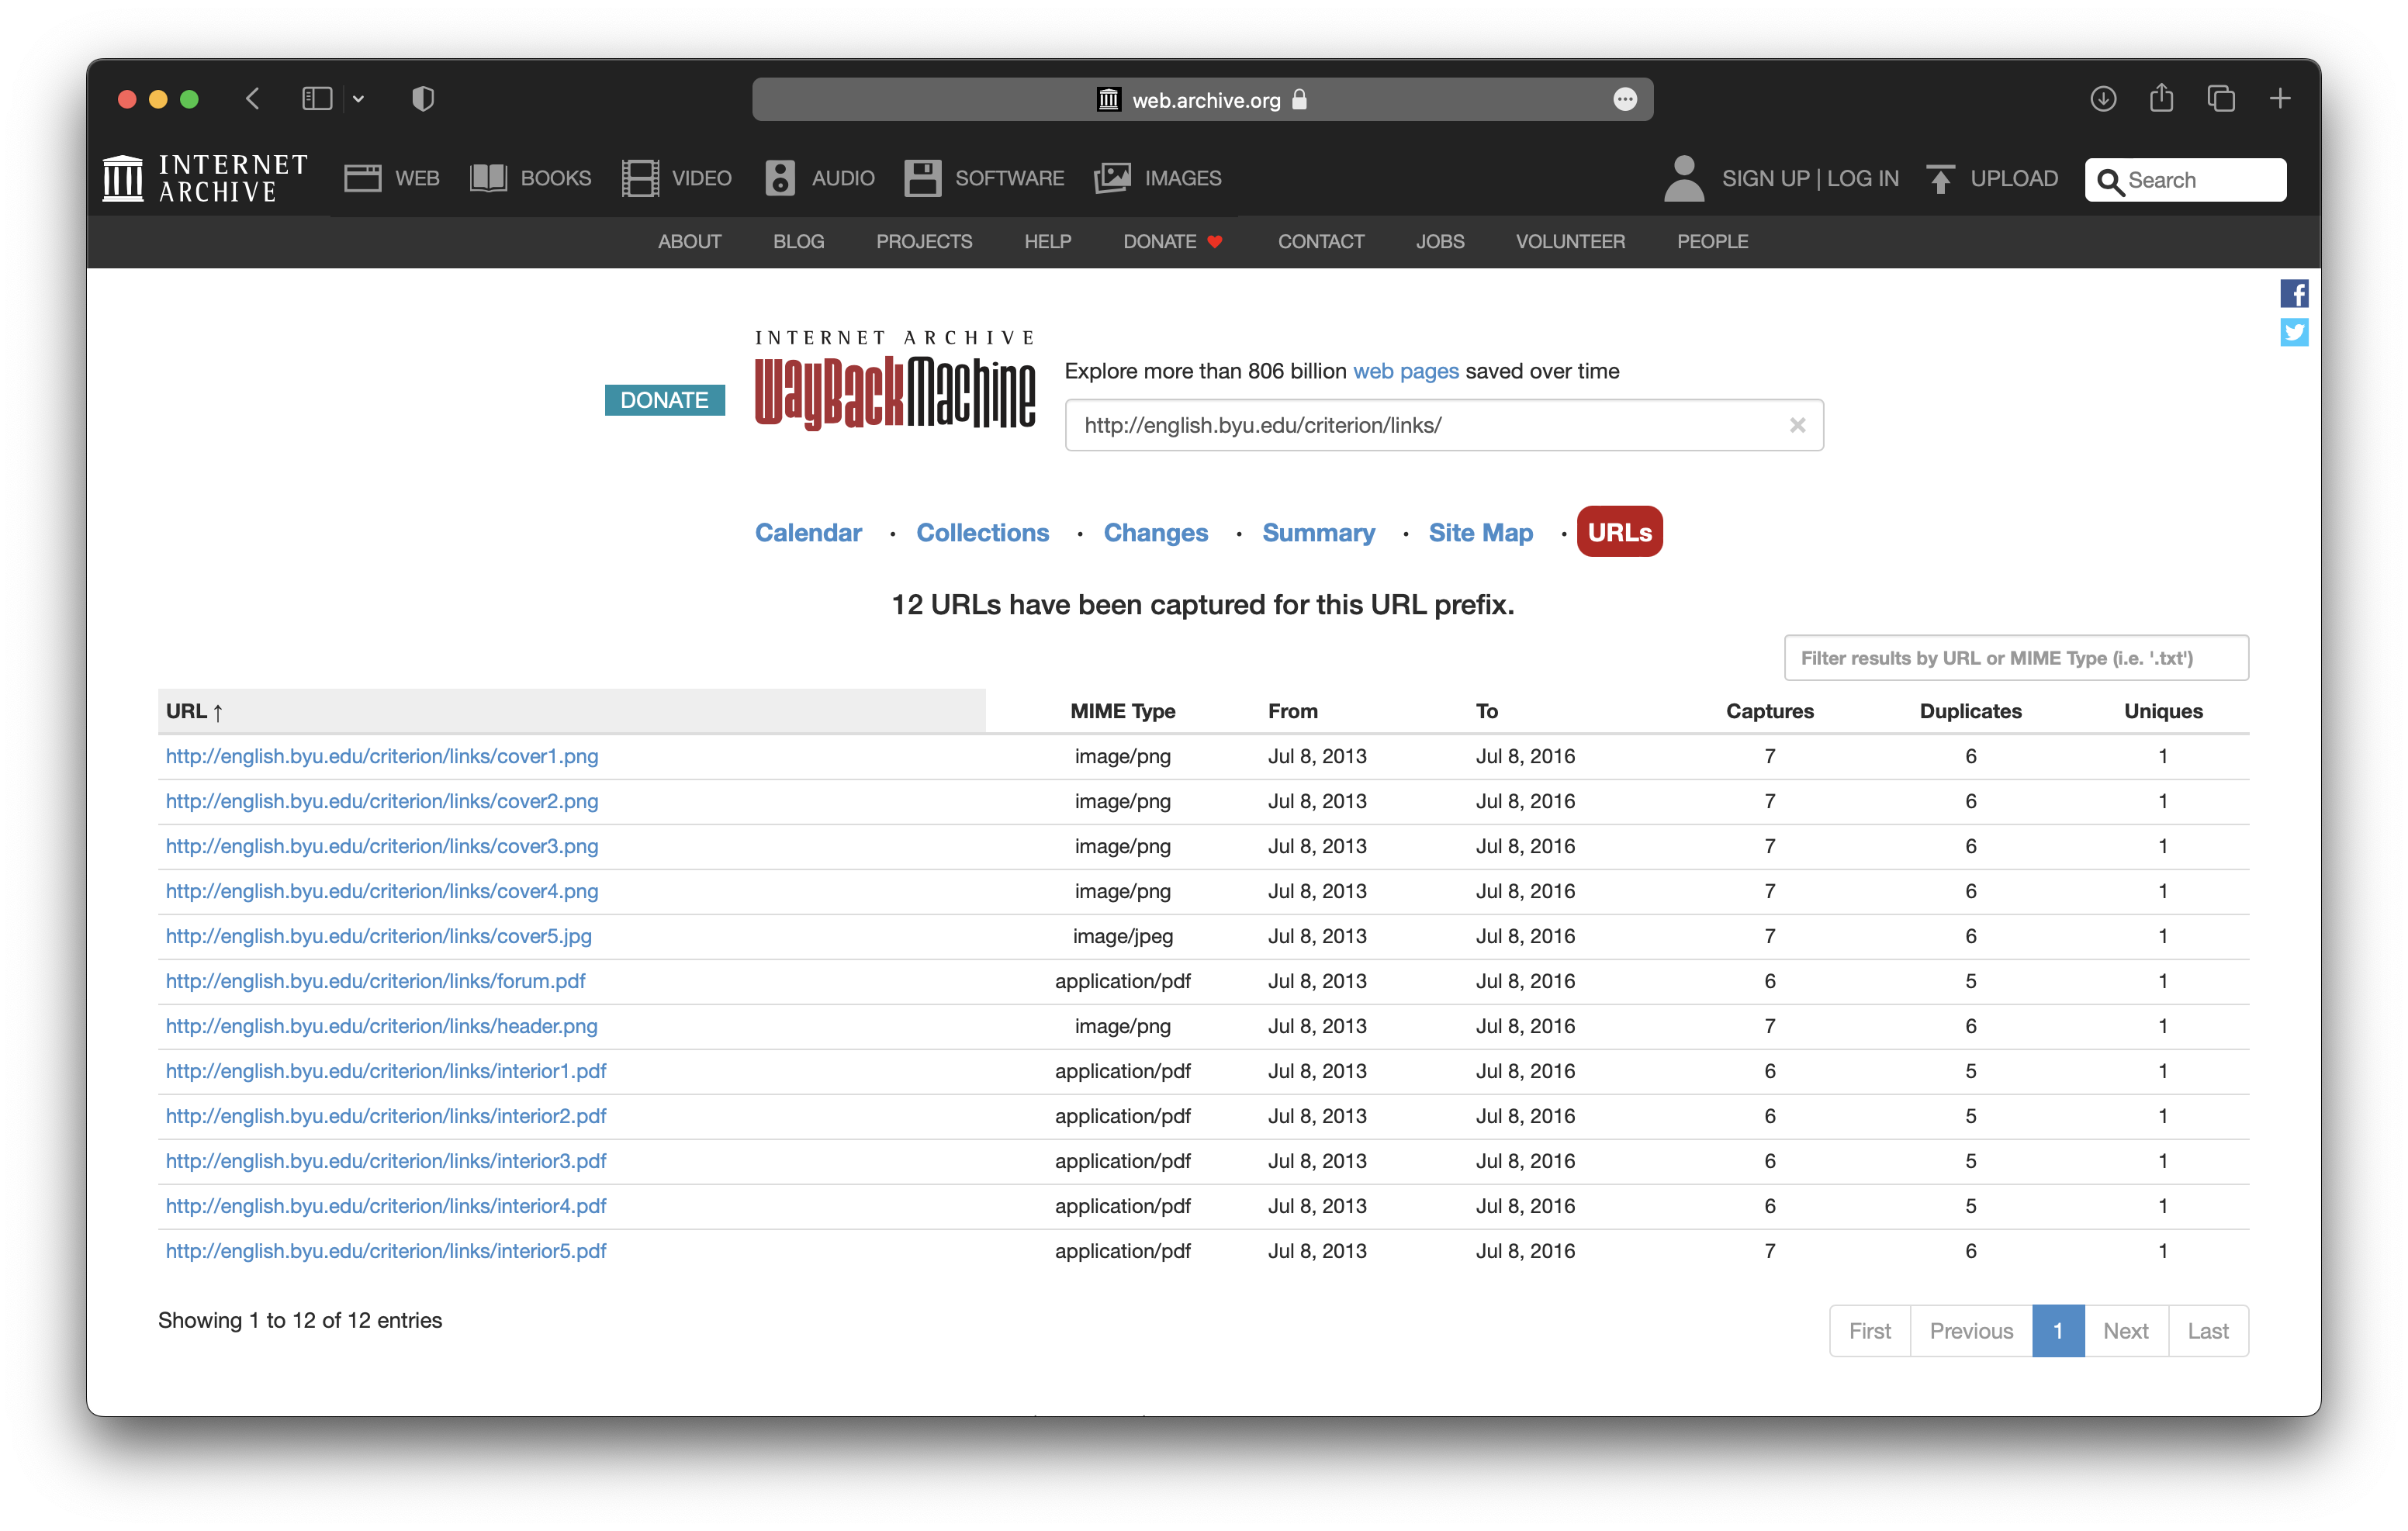 web.archive.org
INTERNET ARCHIVE
WEB BOOKS VIDEO AUDIO SOFTWARE IMAGES SIGN UP | LOG IN UPLOAD Search
ABOUT BLOG PROJECTS HELP DONATE CONTACT JOBS VOLUNTEER PEOPLE
INTERNET ARCHIVE
WayBackMachine
DONATE
Explore more than 806 billion web pages saved over time
http://english.byu.edu/criterion/links/
Calendar · Collections · Changes · Summary · Site Map · URLs
12 URLs have been captured for this URL prefix.
Filter results by URL or MIME Type (i.e. '.txt')
URL ↑ MIME Type From To Captures Duplicates Uniques
http://english.byu.edu/criterion/links/cover1.png image/png Jul 8, 2013 Jul 8, 2016 7 6 1
http://english.byu.edu/criterion/links/cover2.png image/png Jul 8, 2013 Jul 8, 2016 7 6 1
http://english.byu.edu/criterion/links/cover3.png image/png Jul 8, 2013 Jul 8, 2016 7 6 1
http://english.byu.edu/criterion/links/cover4.png image/png Jul 8, 2013 Jul 8, 2016 7 6 1
http://english.byu.edu/criterion/links/cover5.jpg image/jpeg Jul 8, 2013 Jul 8, 2016 7 6 1
http://english.byu.edu/criterion/links/forum.pdf application/pdf Jul 8, 2013 Jul 8, 2016 6 5 1
http://english.byu.edu/criterion/links/header.png image/png Jul 8, 2013 Jul 8, 2016 7 6 1
http://english.byu.edu/criterion/links/interior1.pdf application/pdf Jul 8, 2013 Jul 8, 2016 6 5 1
http://english.byu.edu/criterion/links/interior2.pdf application/pdf Jul 8, 2013 Jul 8, 2016 6 5 1
http://english.byu.edu/criterion/links/interior3.pdf application/pdf Jul 8, 2013 Jul 8, 2016 6 5 1
http://english.byu.edu/criterion/links/interior4.pdf application/pdf Jul 8, 2013 Jul 8, 2016 6 5 1
http://english.byu.edu/criterion/links/interior5.pdf application/pdf Jul 8, 2013 Jul 8, 2016 7 6 1
Showing 1 to 12 of 12 entries
First Previous 1 Next Last